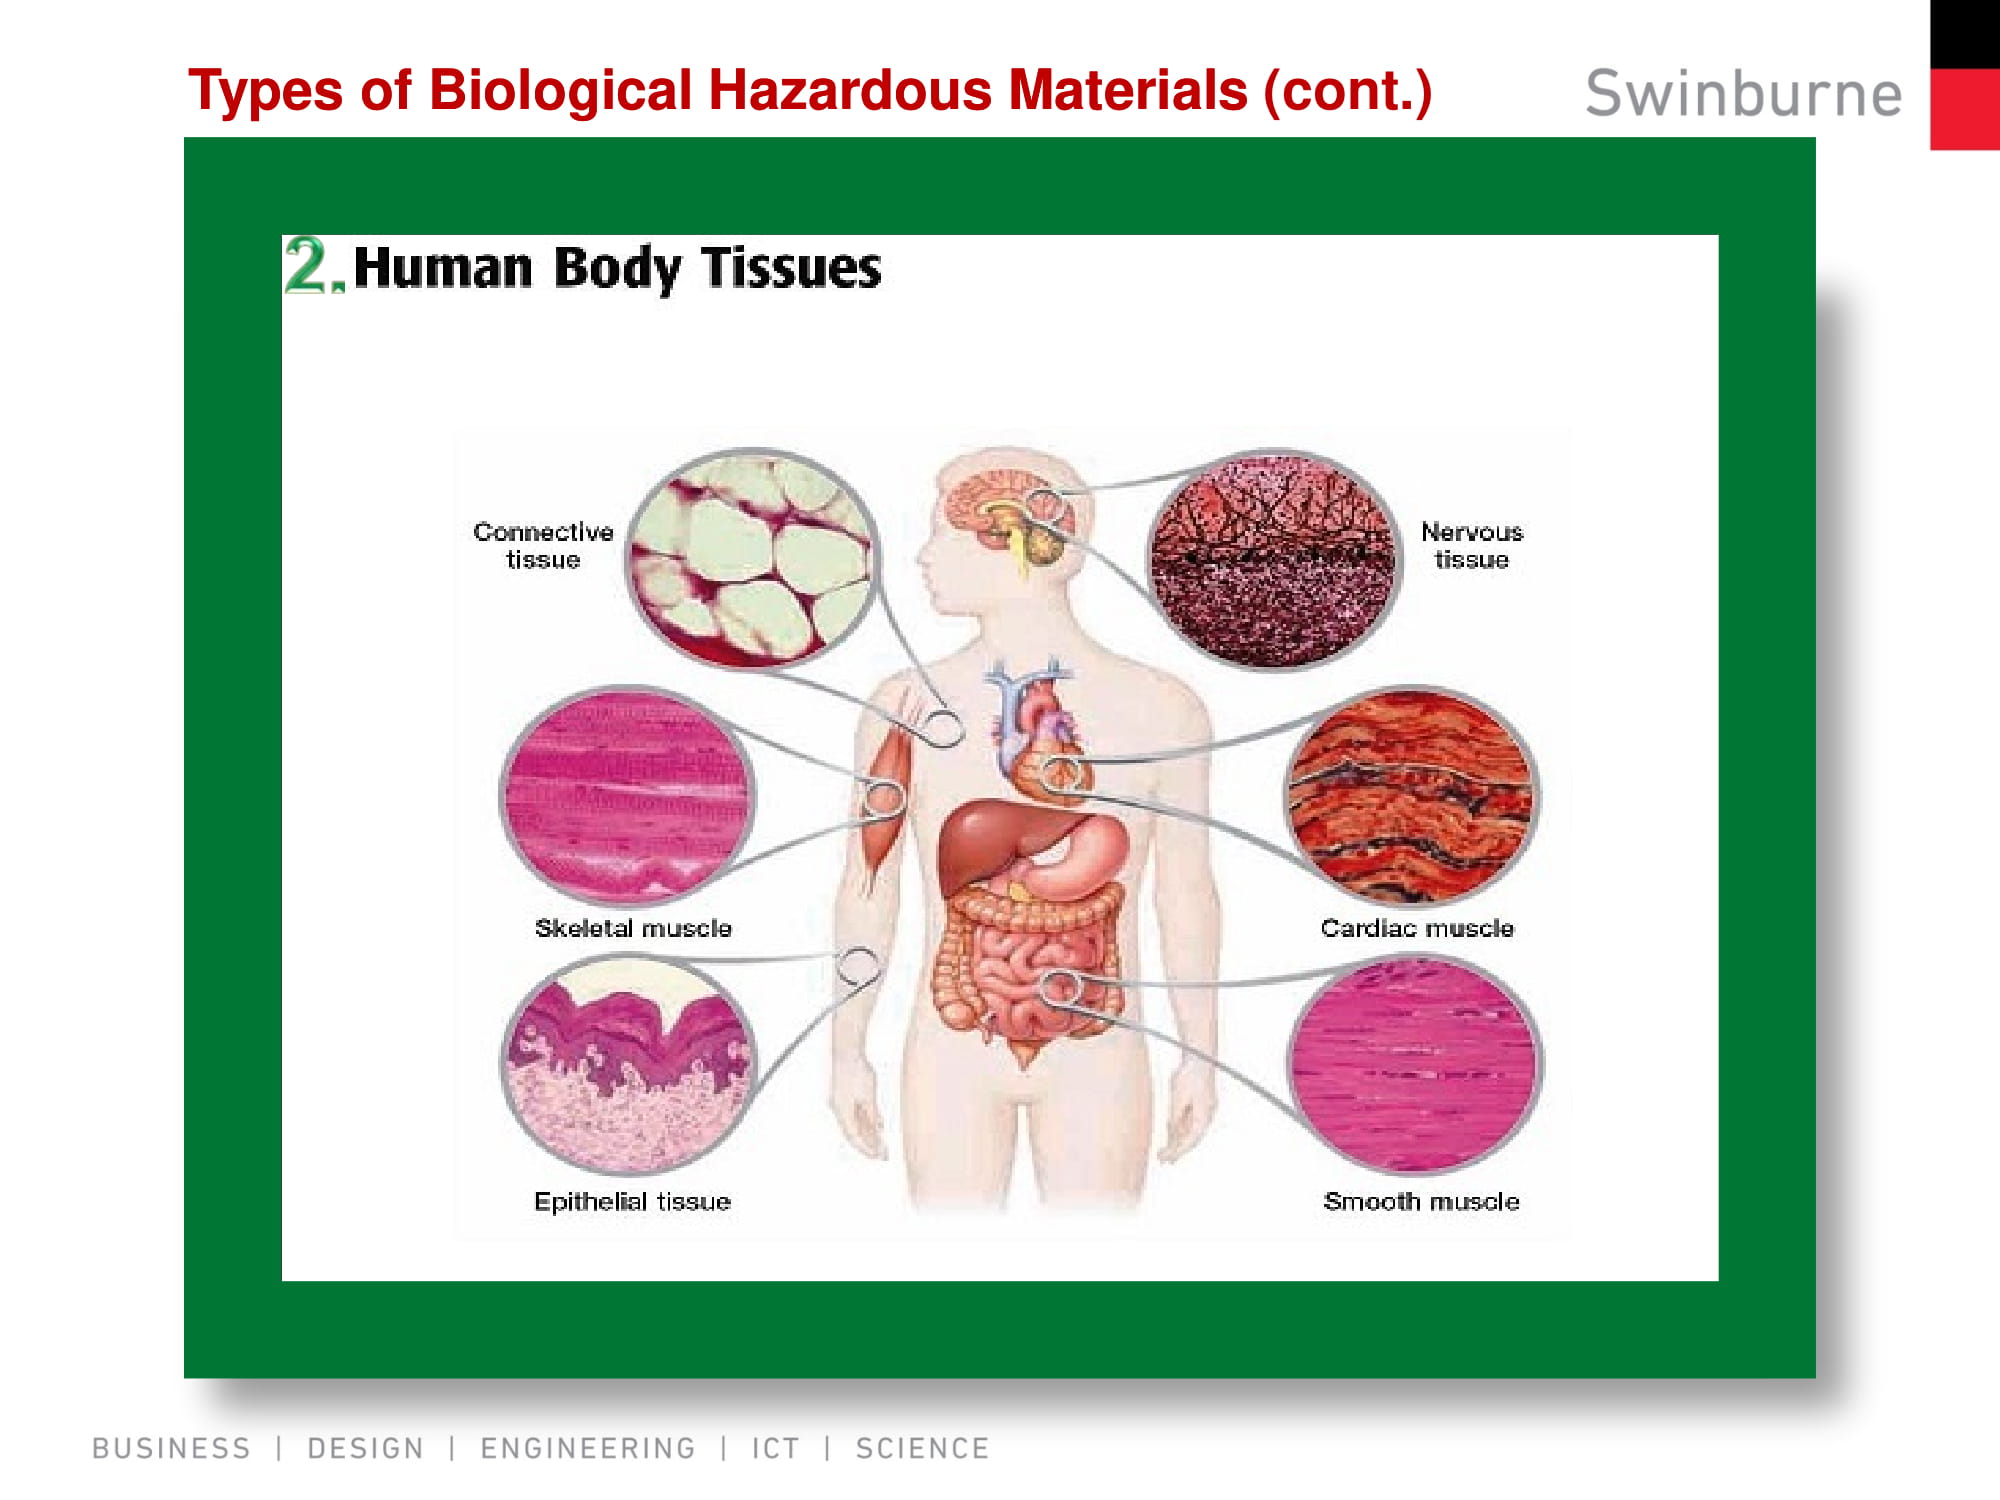 Types of Biological Hazardous Materials (cont.)
Swinburne
2. Human Body Tissues
Connective
tissue
Nervous
tissue
Skeletal muscle
Cardiac muscle
Epithelial tissue
Smooth muscle
BUSINESS | DESIGN | ENGINEERING | ICT | SCIENCE